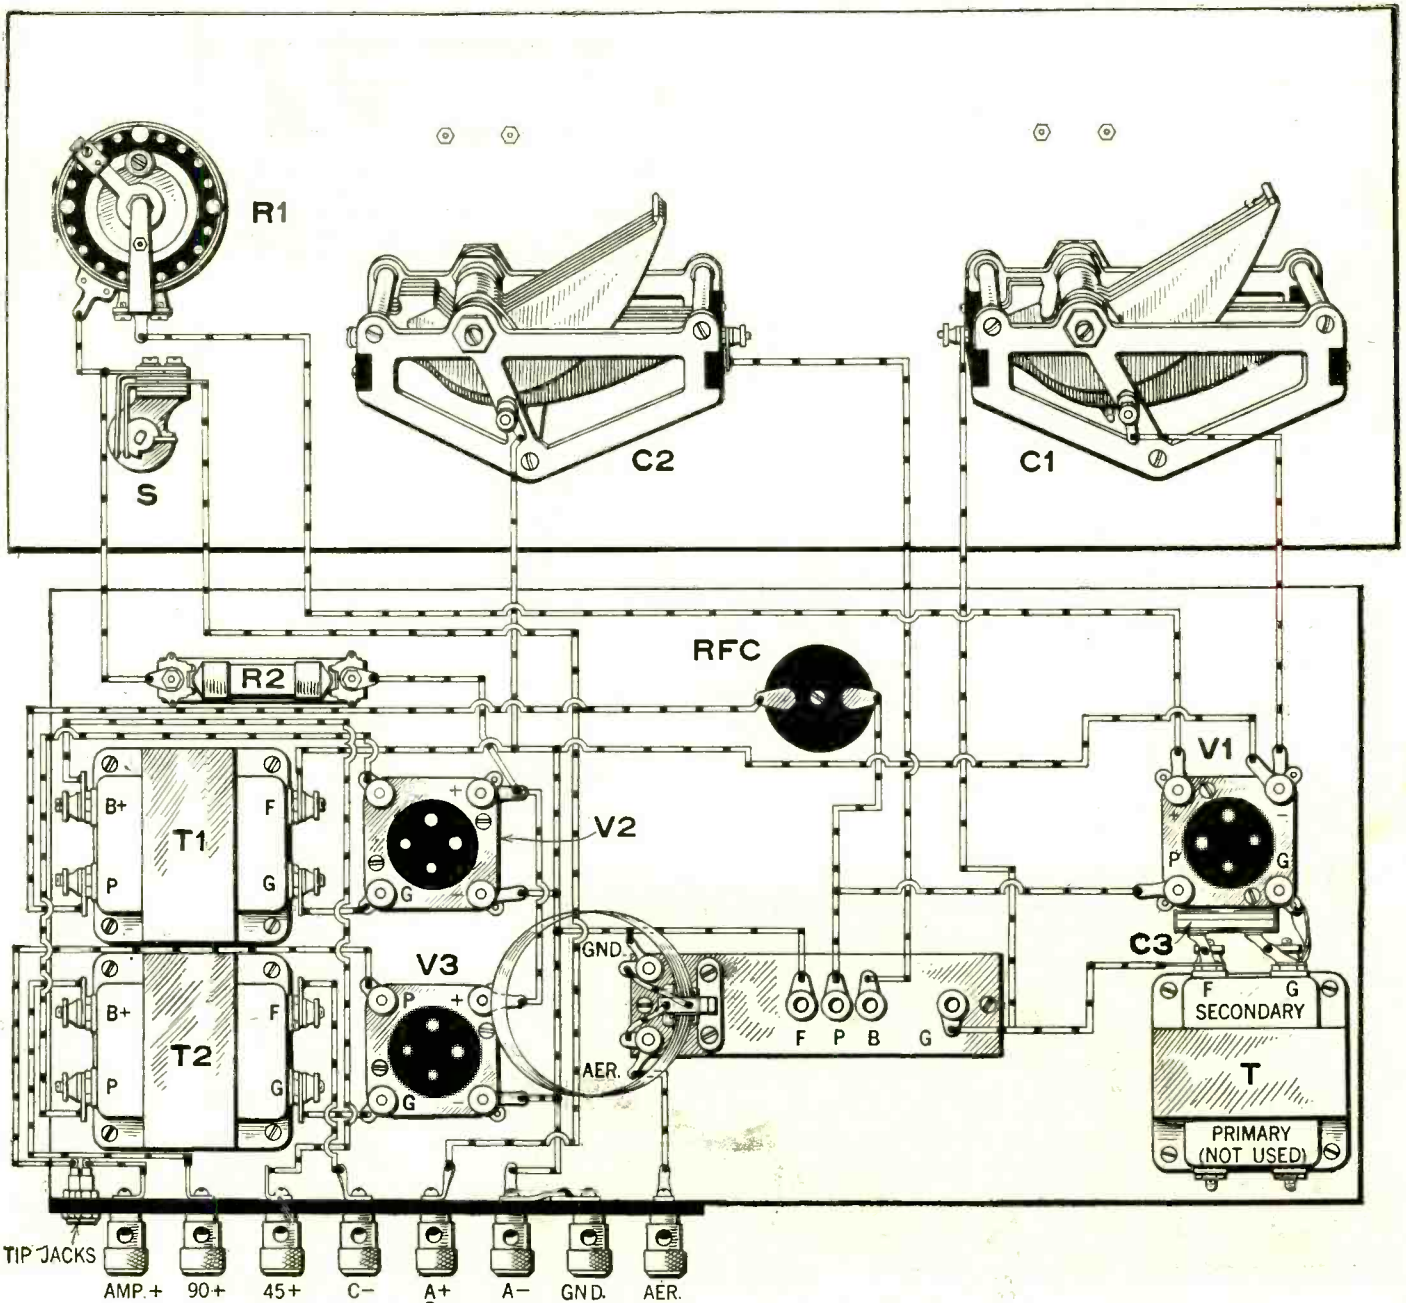 R1
S
C2
C1
RFC
R2
V1
B+
T1
F
+
V2
P
G
G
+
-
P
G
C3
GND.
V3
B+
T2
F
P
+
P
G
G
-
AER.
F
P
B
G
F
G
SECONDARY
T
PRIMARY
(NOT USED)
TIP JACKS
AMP.+
90+
45+
C-
A+
A-
GND.
AER.